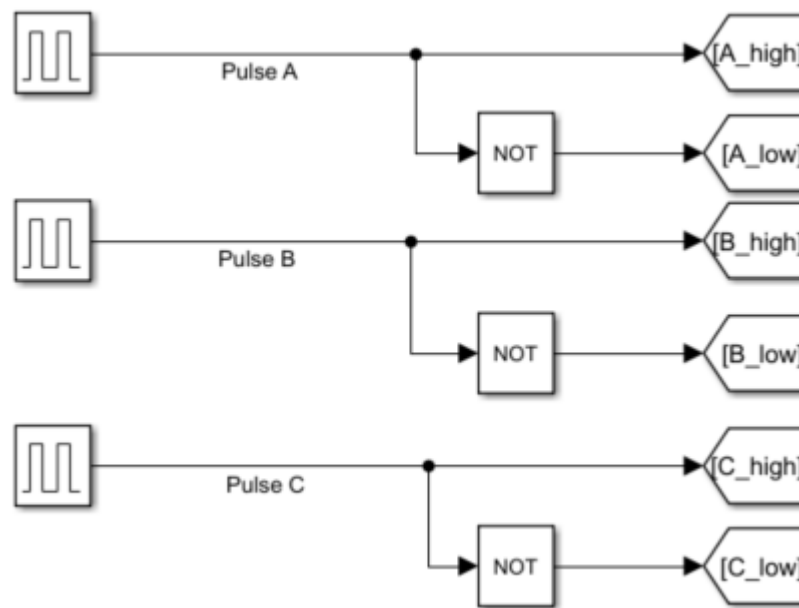 [A_high]
Pulse A
NOT
[A_low]
[B_high]
Pulse B
NOT
[B_low]
[C_high]
Pulse C
NOT
[C_low]